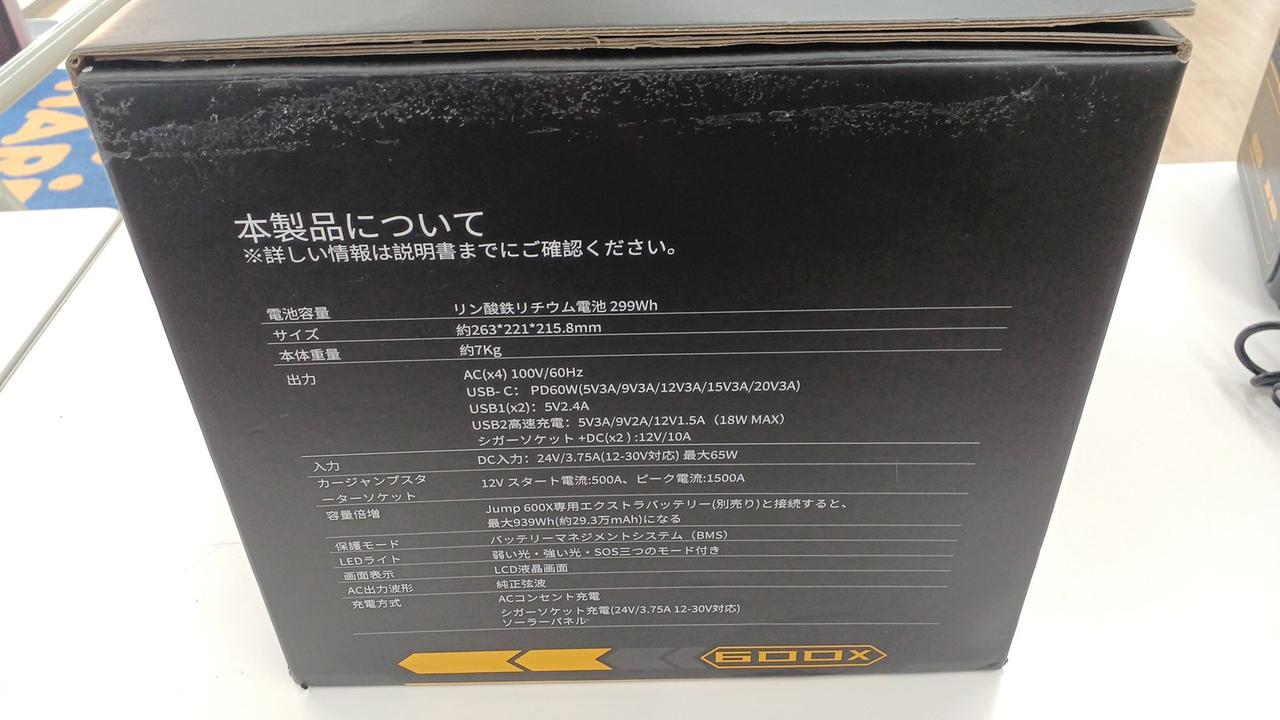 本製品について
※詳しい情報は説明書までにご確認ください。
電池容量 リン酸鉄リチウム電池 299Wh
サイズ 約263*221*215.8mm
本体重量 約7Kg
出力 AC(x4) 100V/60Hz
USB- C： PD60W(5V3A/9V3A/12V3A/15V3A/20V3A)
USB1(x2)：5V2.4A
USB2高速充電：5V3A/9V2A/12V1.5A（18W MAX）
シガーソケット +DC(x2 ) :12V/10A
入力 DC入力：24V/3.75A(12-30V対応) 最大65W
カージャンプスタ
ーターソケット 12V スタート電流:500A、ピーク電流:1500A
容量倍増 Jump 600X専用エクストラバッテリー(別売り)と接続すると、
最大939Wh(約29.3万mAh)になる
保護モード バッテリーマネジメントシステム（BMS）
LEDライト 弱い光・強い光・SOS三つのモード付き
画面表示 LCD液晶画面
AC出力波形 純正弦波
充電方式 ACコンセント充電
シガーソケット充電(24V/3.75A 12-30V対応)
ソーラーパネル
600X